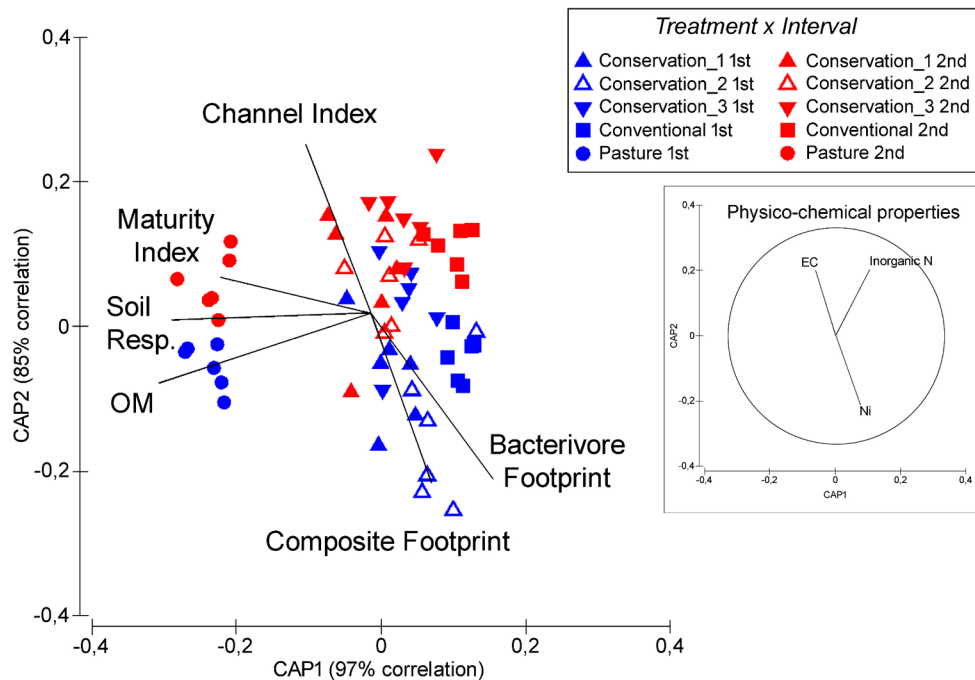 Treatment x Interval
Conservation_1 1st
Conservation_2 1st
Conservation_3 1st
Conventional 1st
Pasture 1st
Conservation_1 2nd
Conservation_2 2nd
Conservation_3 2nd
Conventional 2nd
Pasture 2nd
0,4
0,2
0
-0,2
-0,4
CAP2 (85% correlation)
Channel Index
Maturity
Index
Soil
Resp.
OM
Bacterivore
Footprint
Composite Footprint
-0,4
-0,2
0
0,2
0,4
CAP1 (97% correlation)
Physico-chemical properties
0,4
0,2
0
-0,2
-0,4
CAP2
EC
Inorganic N
Ni
-0,4
-0,2
0
0,2
0,4
CAP1